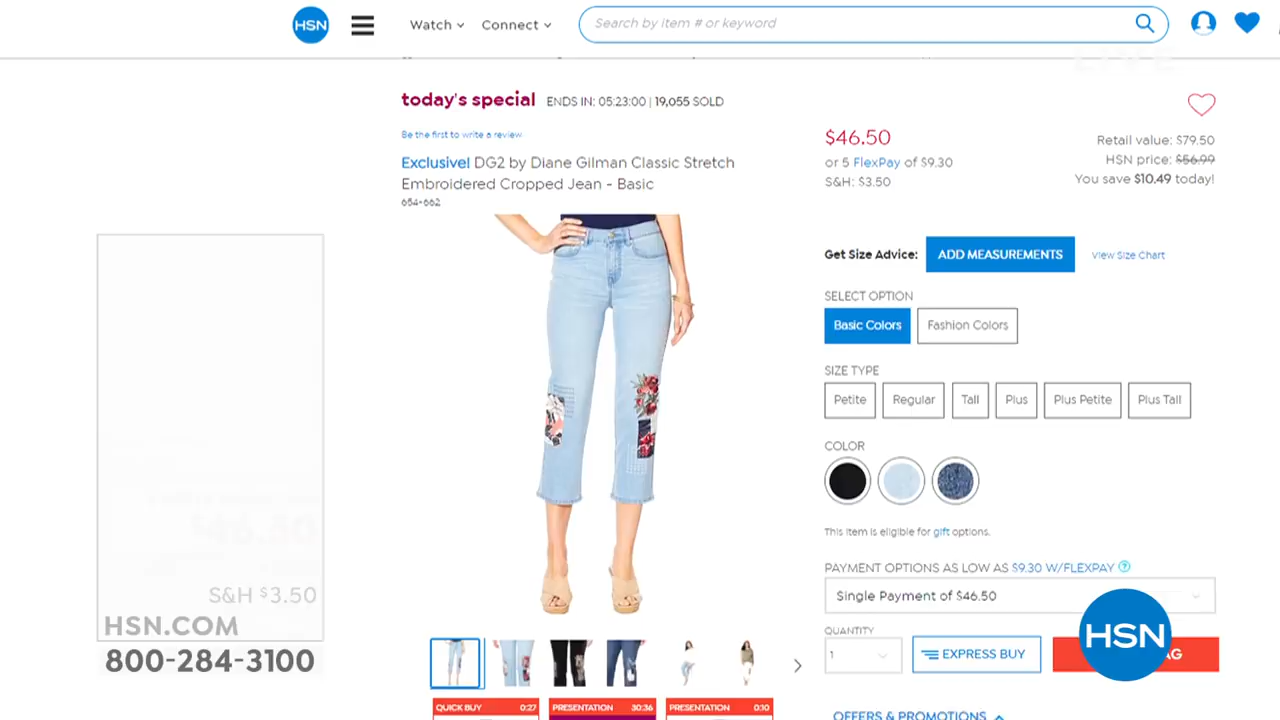 HSN
Watch
Connect
Search by item # or keyword
LIVE
today's special ENDS IN: 05:23:00 | 19,055 SOLD
Be the first to write a review
Exclusive! DG2 by Diane Gilman Classic Stretch
Embroidered Cropped Jean - Basic
654-662
$46.50
or 5 FlexPay of $9.30
S&H: $3.50
Retail value: $79.50
HSN price: $56.99
You save $10.49 today!
Get Size Advice: ADD MEASUREMENTS View Size Chart
SELECT OPTION
Basic Colors Fashion Colors
SIZE TYPE
Petite Regular Tall Plus Plus Petite Plus Tall
COLOR
This item is eligible for gift options.
PAYMENT OPTIONS AS LOW AS $9.30 W/FLEXPAY ?
Single Payment of $46.50
QUANTITY
1
EXPRESS BUY
HSN
AG
OFFERS & PROMOTIONS
QUICK BUY 0:27
PRESENTATION 30:36
PRESENTATION 0:10
$46.50
S&H $3.50
HSN.COM
800-284-3100